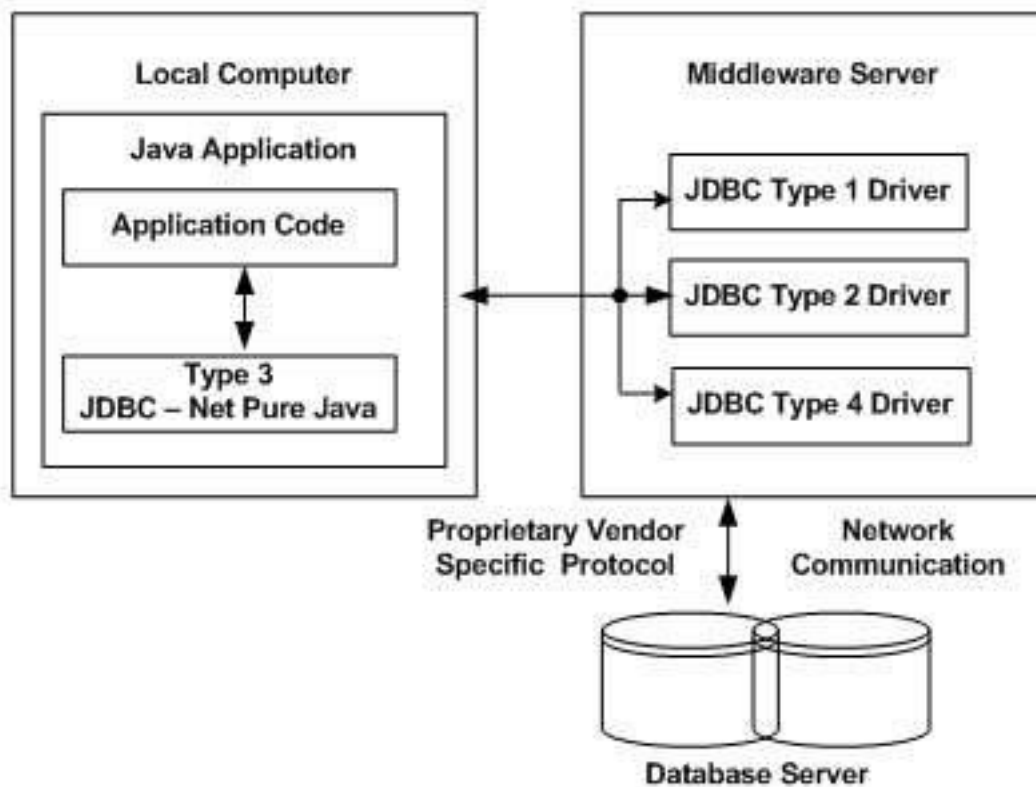 Local Computer
Java Application
Application Code
Type 3
JDBC – Net Pure Java
Middleware Server
JDBC Type 1 Driver
JDBC Type 2 Driver
JDBC Type 4 Driver
Proprietary Vendor
Specific Protocol
Network
Communication
Database Server